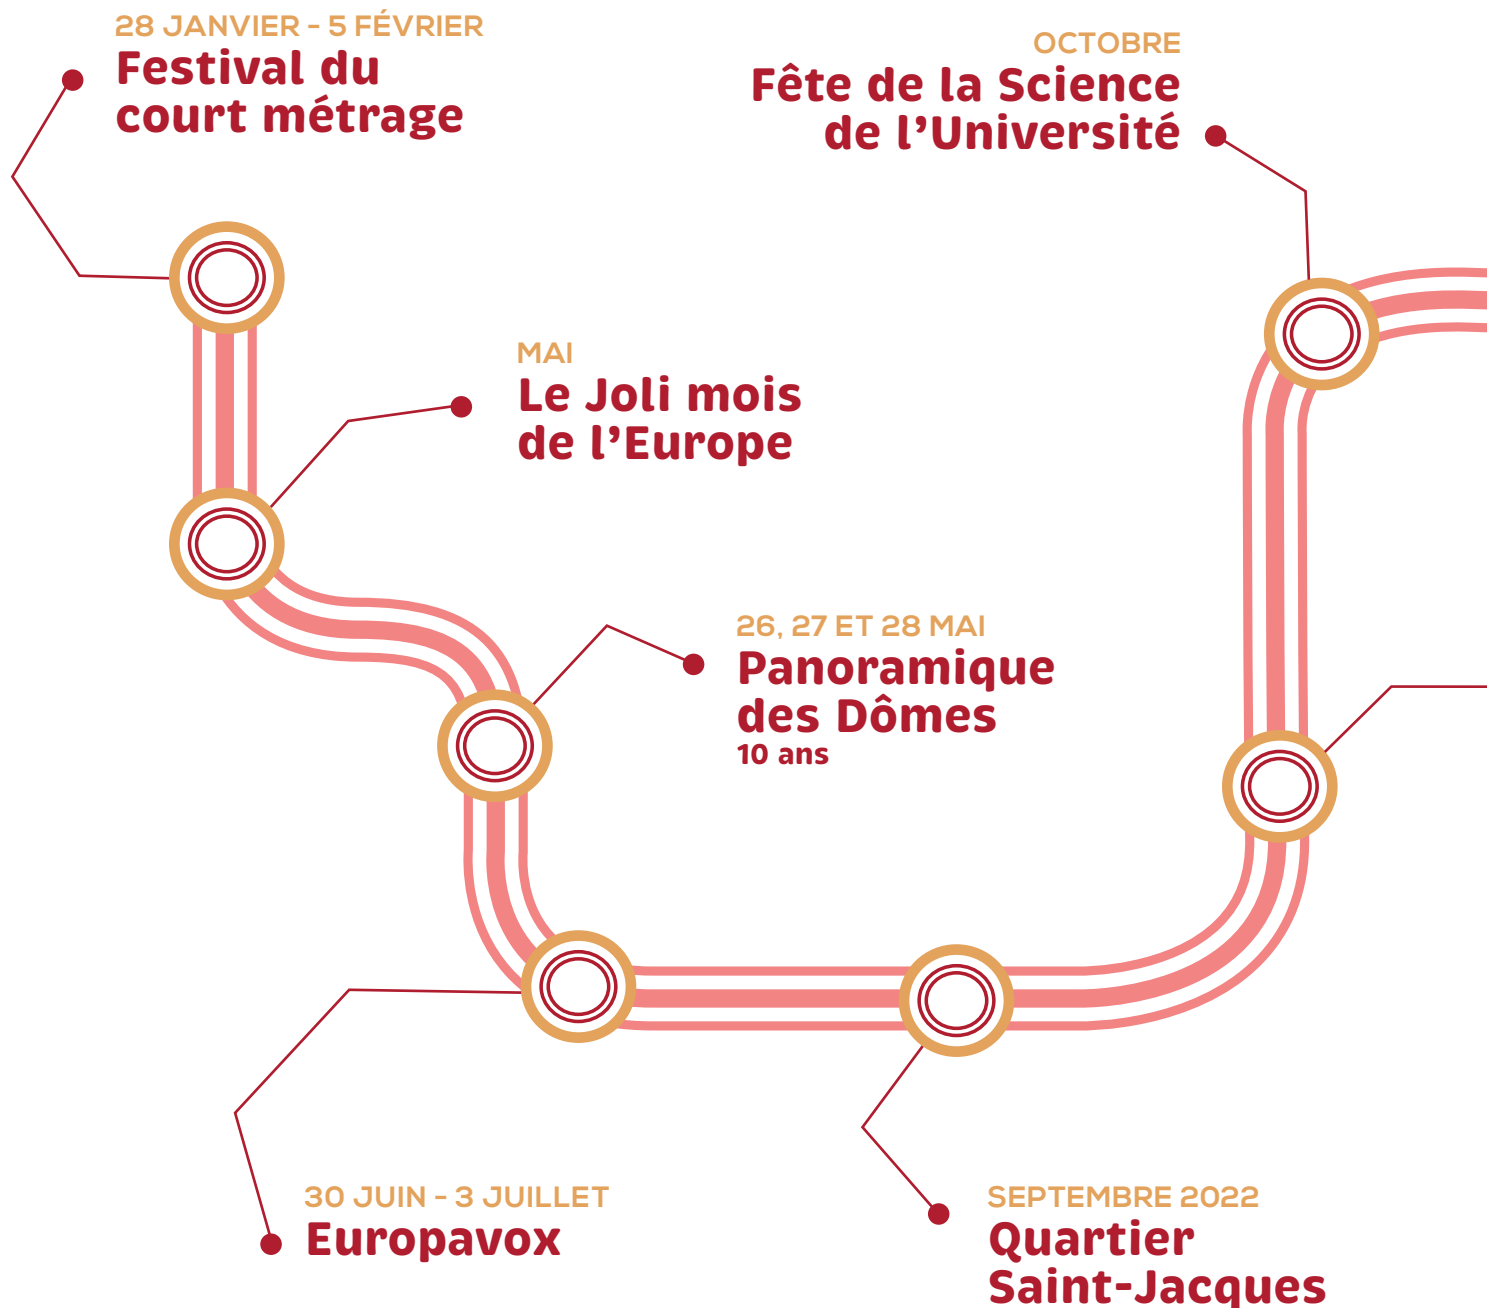 28 JANVIER - 5 FÉVRIER
Festival du
court métrage
OCTOBRE
Fête de la Science
de l’Université
MAI
Le Joli mois
de l’Europe
26, 27 ET 28 MAI
Panoramique
des Dômes
10 ans
30 JUIN - 3 JUILLET
Europavox
SEPTEMBRE 2022
Quartier
Saint-Jacques